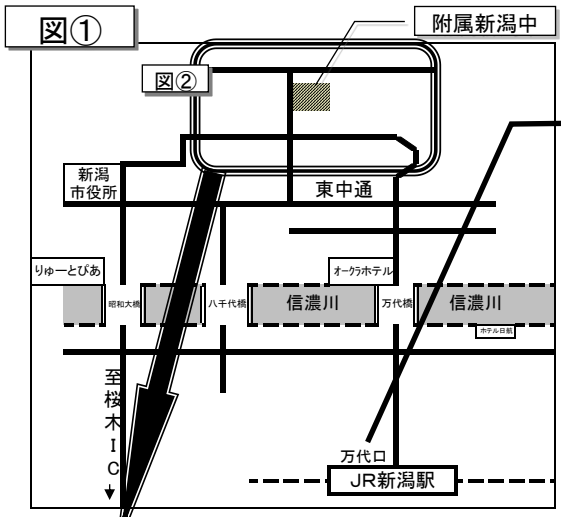 図①
附属新潟中
図②
新潟
市役所
東中通
りゅーとぴあ
オークラホテル
昭和大橋
八千代橋
信濃川
万代橋
信濃川
ホテル日航
至桜木IC↓
万代口
JR新潟駅